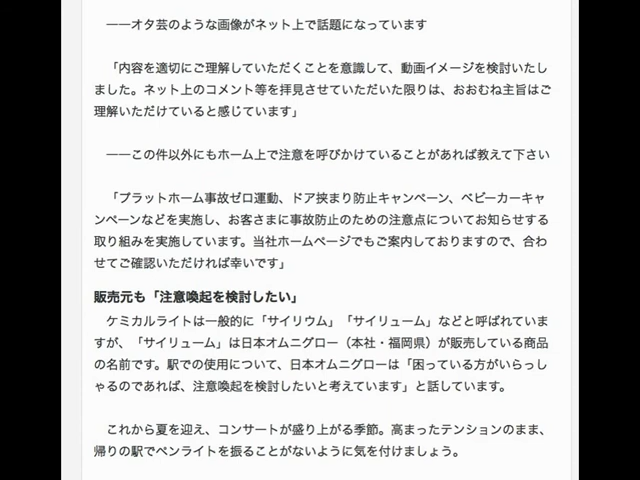 ――オタ芸のような画像がネット上で話題になっています
「内容を適切にご理解していただくことを意識して、動画イメージを検討いたし
ました。ネット上のコメント等を拝見させていただいた限りは、おおむね主旨はご
理解いただけていると感じています」
――この件以外にもホーム上で注意を呼びかけていることがあれば教えて下さい
「プラットホーム事故ゼロ運動、ドア挟まり防止キャンペーン、ベビーカーキャ
ンペーンなどを実施し、お客さまに事故防止のための注意点についてお知らせする
取り組みを実施しています。当社ホームページでもご案内しておりますので、合わ
せてご確認いただければ幸いです」
販売元も「注意喚起を検討したい」
ケミカルライトは一般的に「サイリウム」「サイリューム」などと呼ばれていま
すが、「サイリューム」は日本オムニグロー（本社・福岡県）が販売している商品
の名前です。駅での使用について、日本オムニグローは「困っている方がいらっし
ゃるのであれば、注意喚起を検討したいと考えています」と話しています。
これから夏を迎え、コンサートが盛り上がる季節。高まったテンションのまま、
帰りの駅でペンライトを振ることがないように気を付けましょう。